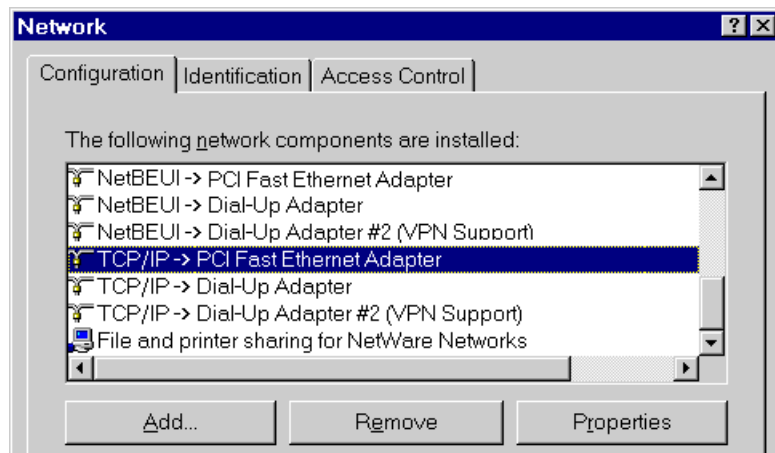 Network
Configuration Identification Access Control
The following network components are installed:
NetBEUI -> PCI Fast Ethernet Adapter
NetBEUI -> Dial-Up Adapter
NetBEUI -> Dial-Up Adapter #2 (VPN Support)
TCP/IP -> PCI Fast Ethernet Adapter
TCP/IP -> Dial-Up Adapter
TCP/IP -> Dial-Up Adapter #2 (VPN Support)
File and printer sharing for NetWare Networks
Add... Remove Properties